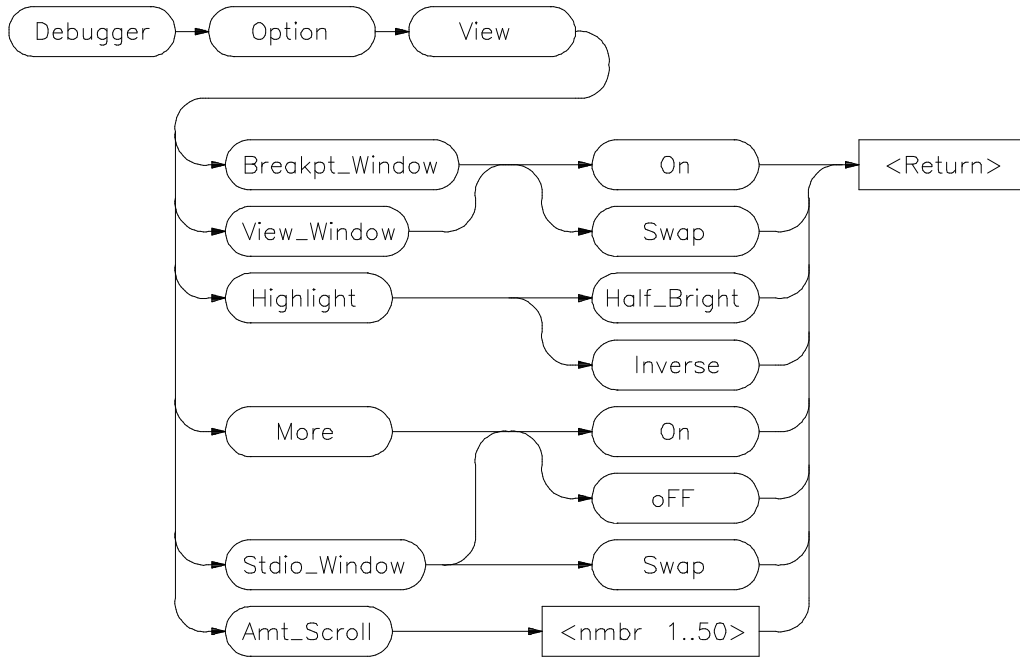 Debugger Option View
Breakpt_Window On <Return>
View_Window Swap
Highlight Half_Bright
Inverse
More On
oFF
Stdio_Window Swap
Amt_Scroll <nmbr 1..50>